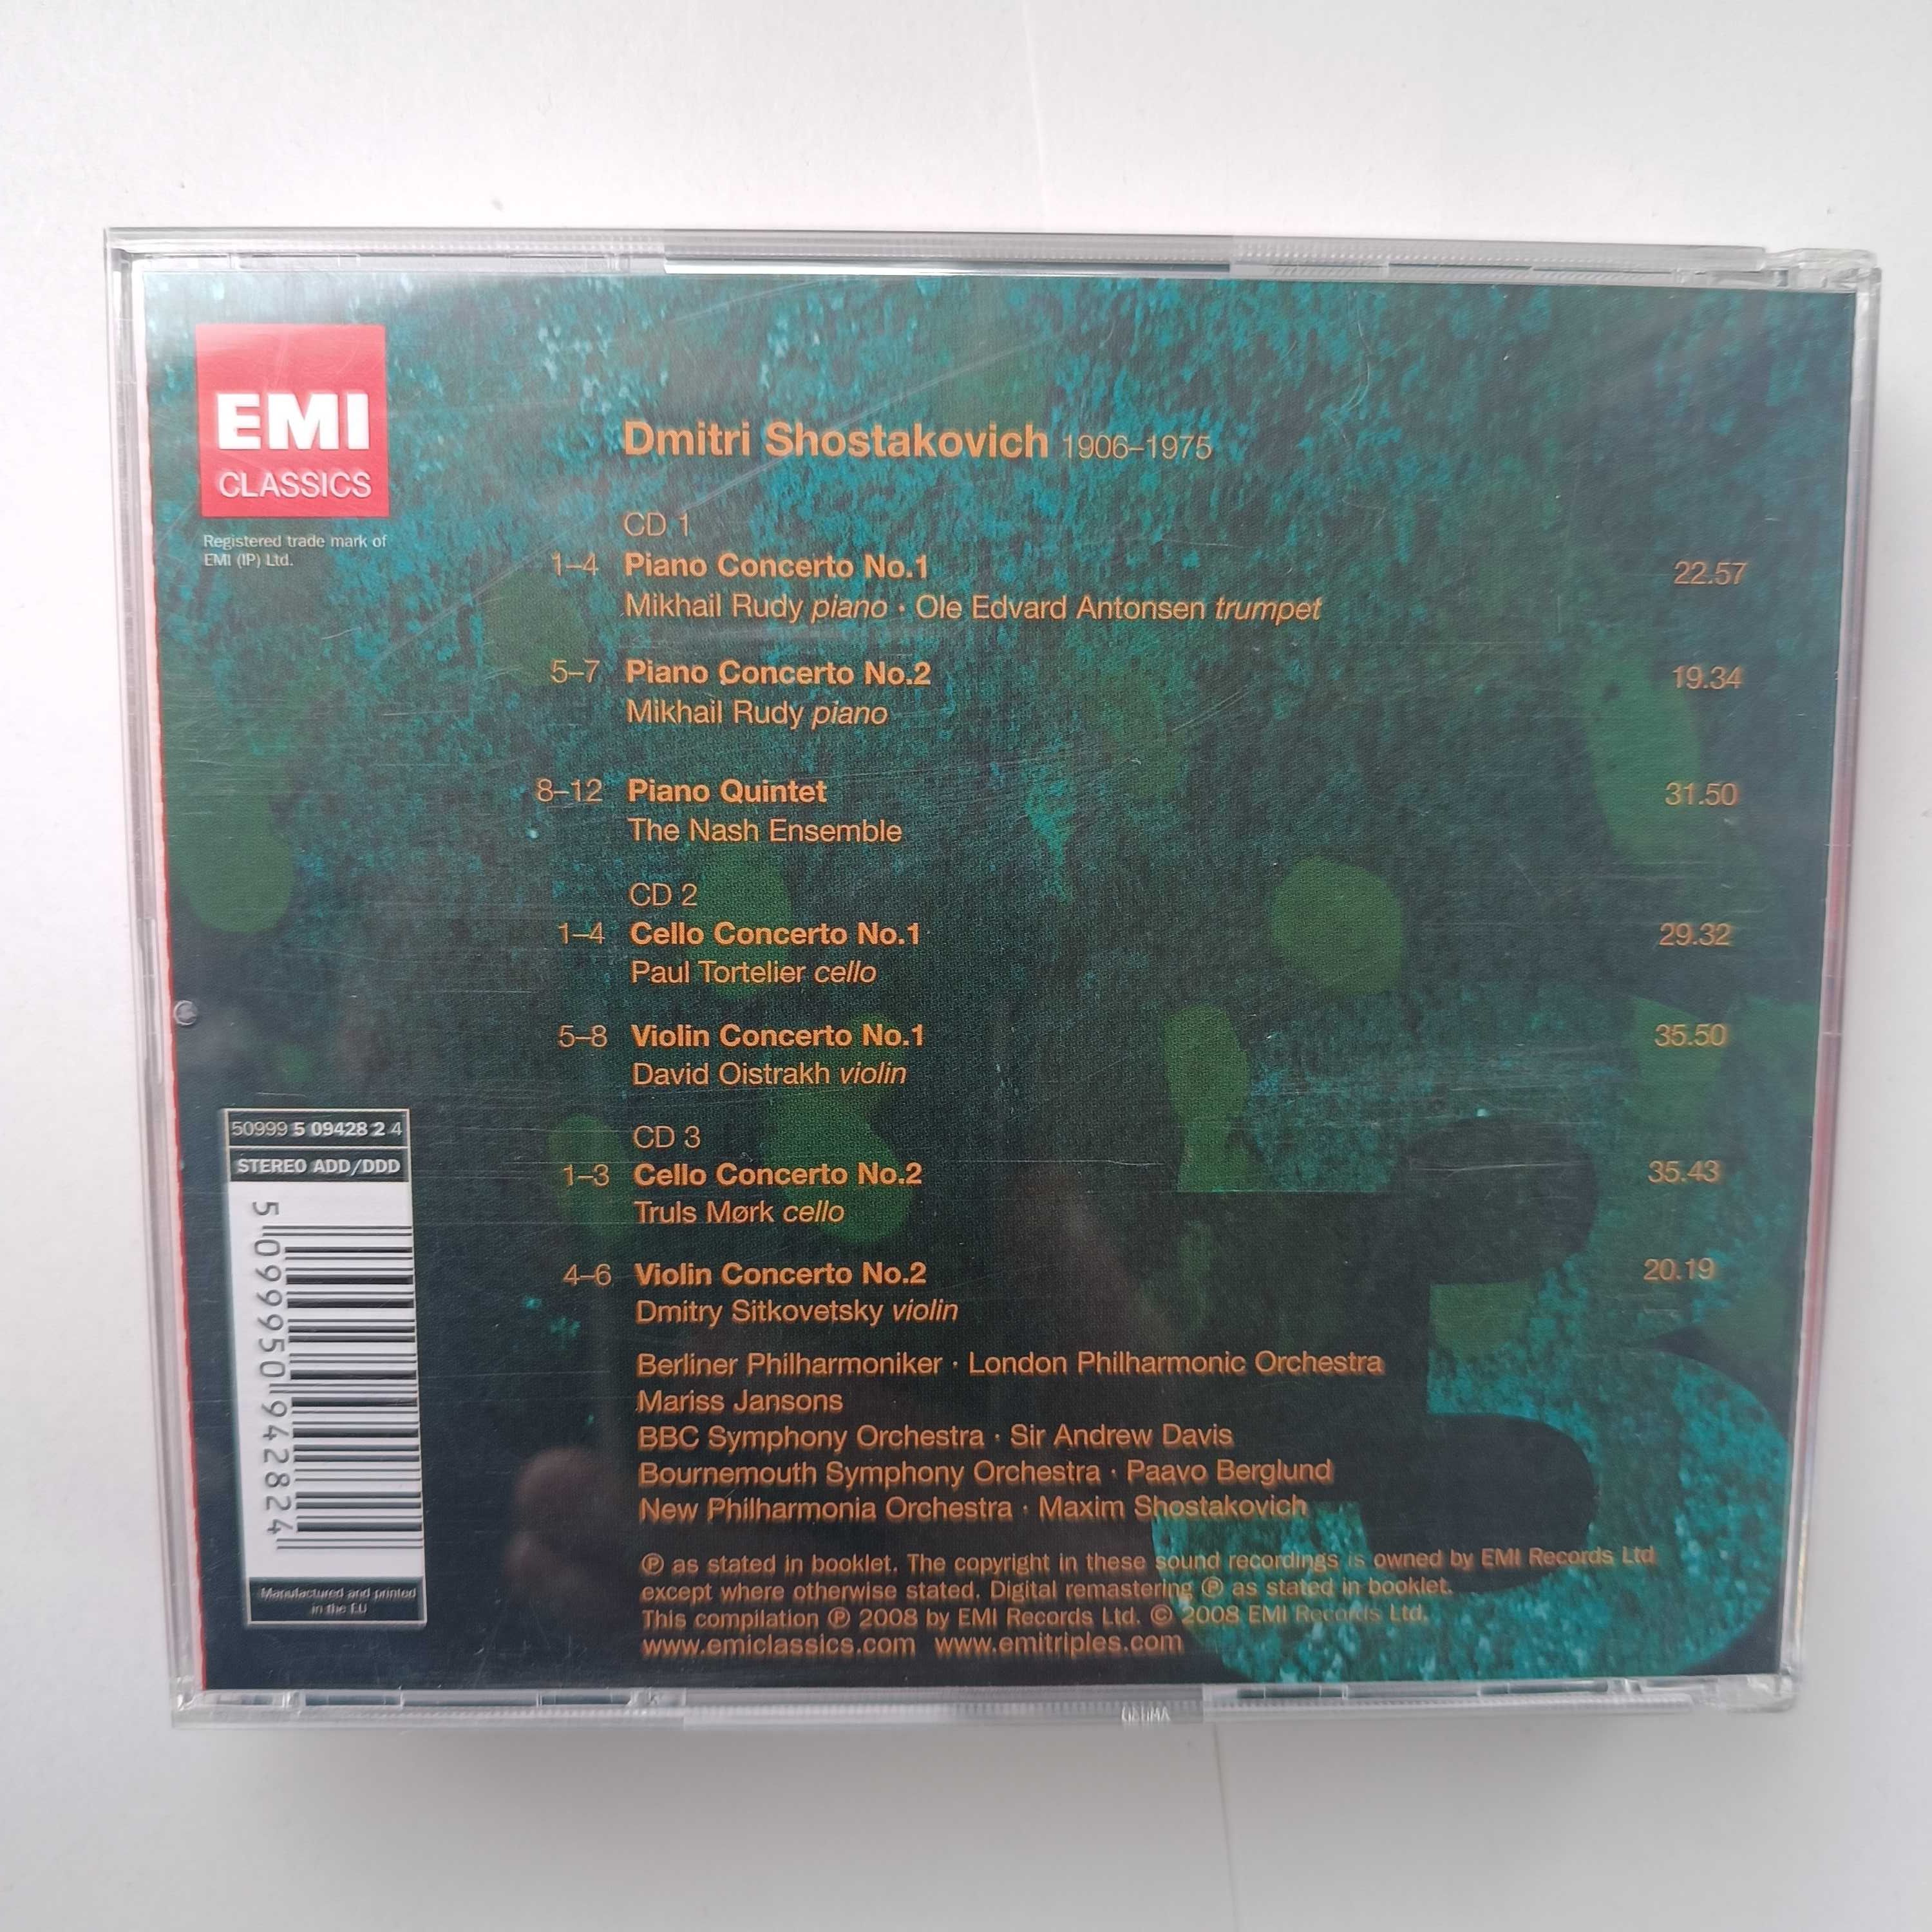 EMI
CLASSICS
Registered trade mark of
EMI (IP) Ltd.
Dmitri Shostakovich 1906–1975
CD 1
1–4 Piano Concerto No.1 22.57
Mikhail Rudy piano · Ole Edvard Antonsen trumpet
5–7 Piano Concerto No.2 19.34
Mikhail Rudy piano
8–12 Piano Quintet 31.50
The Nash Ensemble
CD 2
1–4 Cello Concerto No.1 29.32
Paul Tortelier cello
5–8 Violin Concerto No.1 35.50
David Oistrakh violin
CD 3
1–3 Cello Concerto No.2 35.43
Truls Mørk cello
4–6 Violin Concerto No.2 20.19
Dmitry Sitkovetsky violin
Berliner Philharmoniker · London Philharmonic Orchestra
Mariss Jansons
BBC Symphony Orchestra · Sir Andrew Davis
Bournemouth Symphony Orchestra · Paavo Berglund
New Philharmonia Orchestra · Maxim Shostakovich
℗ as stated in booklet. The copyright in these sound recordings is owned by EMI Records Ltd
except where otherwise stated. Digital remastering ℗ as stated in booklet.
This compilation ℗ 2008 by EMI Records Ltd. © 2008 EMI Records Ltd.
www.emiclassics.com www.emitriples.com
50999 5 09428 2 4
STEREO ADD/DDD
5 099950 942824
Manufactured and printed
in the EU
3